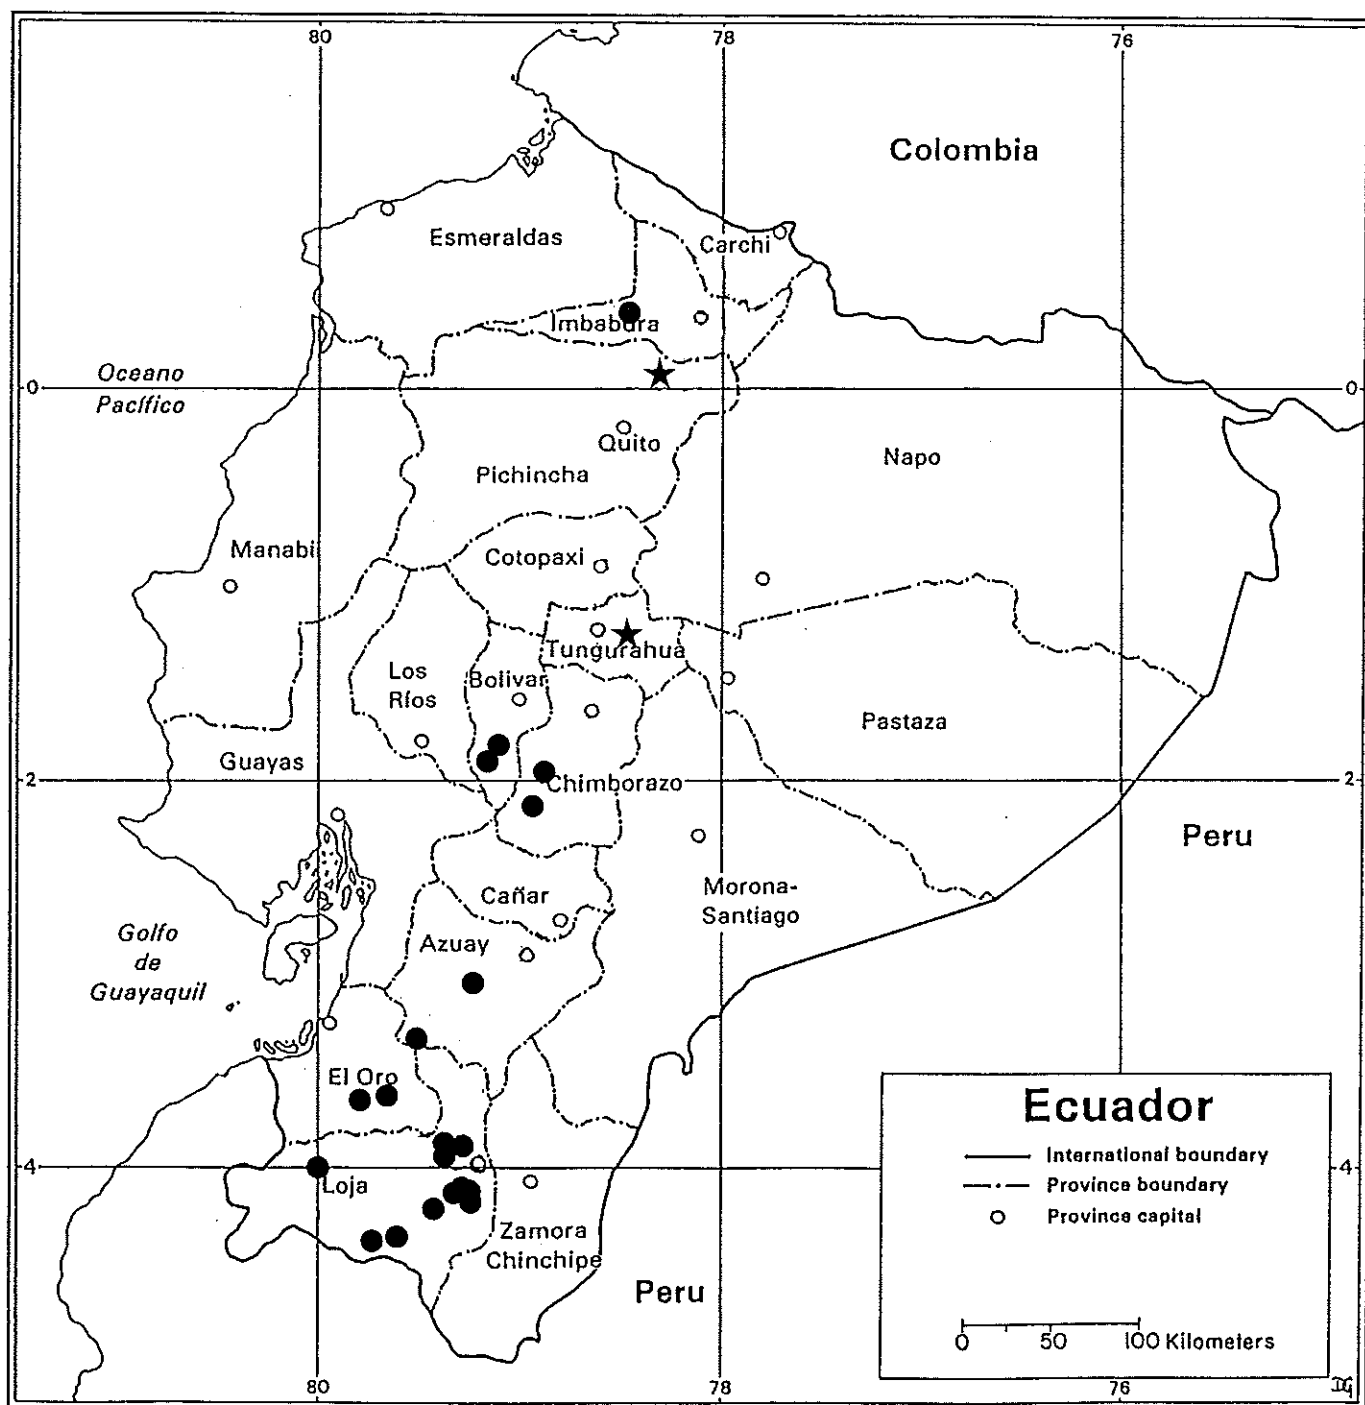 80 78 76
Colombia
Esmeraldas
Carchi
Imbabura
Oceano
Pacífico
0 0
Quito
Napo
Pichincha
Manabi
Cotopaxi
Tungurahua
Los
Ríos
Bolivar
Pastaza
Guayas
2 2
Chimborazo
Peru
Cañar
Morona-
Santiago
Azuay
Golfo
de
Guayaquil
El Oro
Ecuador
International boundary
Province boundary
Province capital
4 4
Loja
Zamora
Chinchipe
Peru
0 50 100 Kilometers
80 78 76